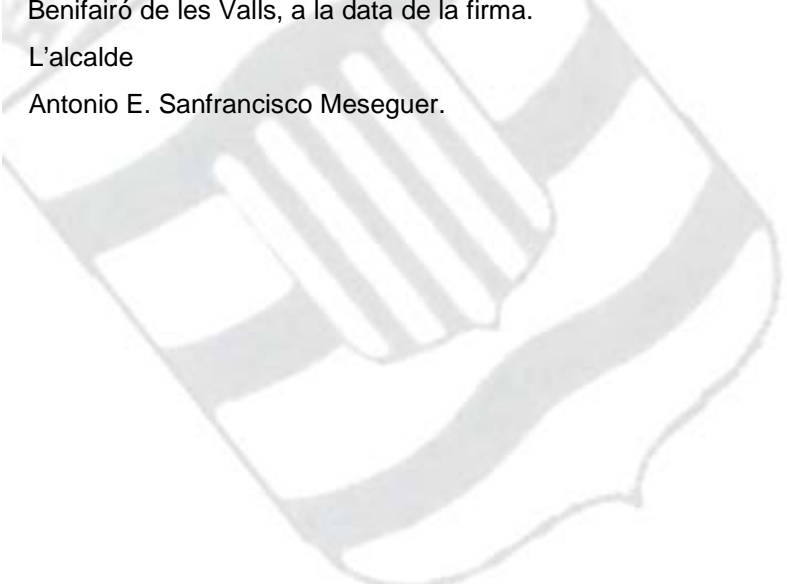 Benifairó de les Valls, a la data de la firma.
L’alcalde
Antonio E. Sanfrancisco Meseguer.